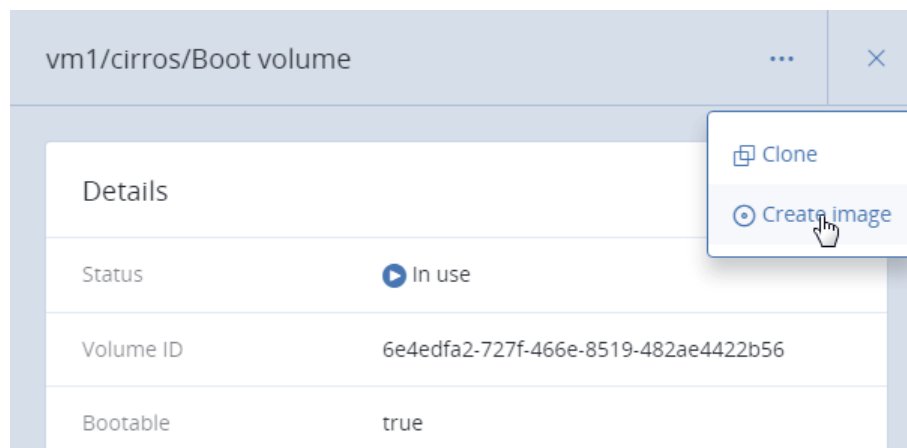 vm1/cirros/Boot volume
Clone
Create image
Details
Status In use
Volume ID 6e4edfa2-727f-466e-8519-482ae4422b56
Bootable true